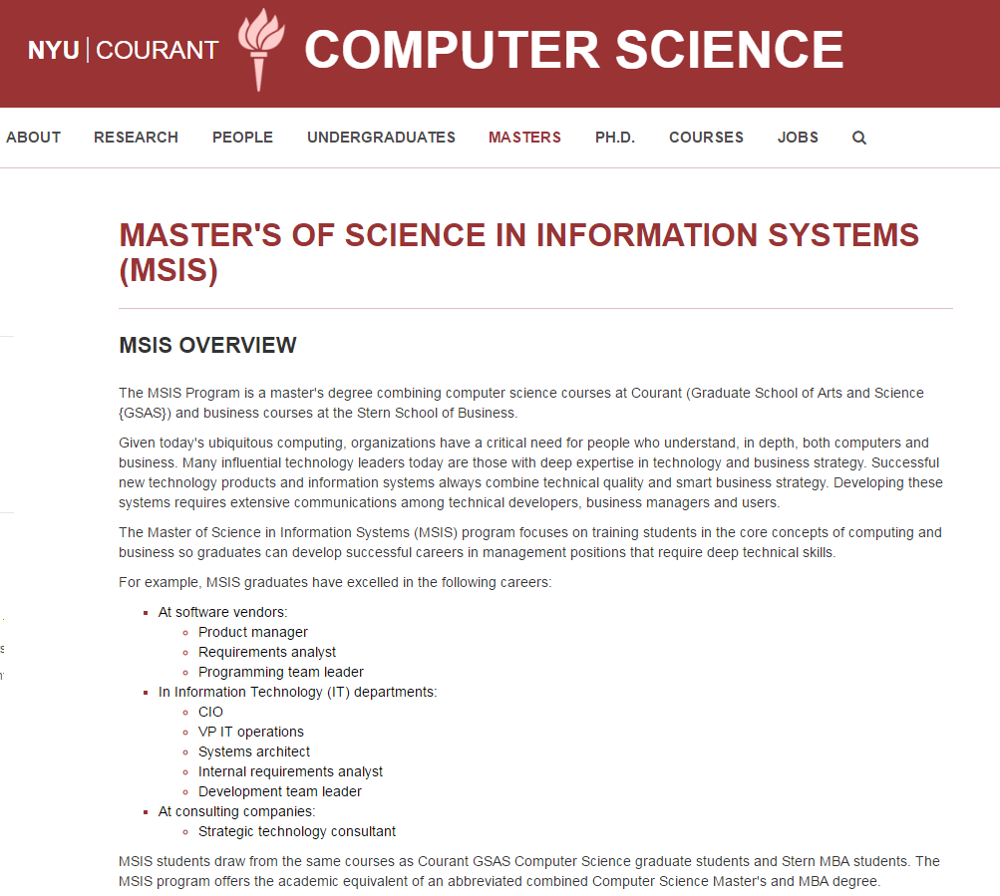 NYU | COURANT COMPUTER SCIENCE
ABOUT RESEARCH PEOPLE UNDERGRADUATES MASTERS PH.D. COURSES JOBS
MASTER'S OF SCIENCE IN INFORMATION SYSTEMS
(MSIS)
MSIS OVERVIEW
The MSIS Program is a master's degree combining computer science courses at Courant (Graduate School of Arts and Science
{GSAS}) and business courses at the Stern School of Business.
Given today's ubiquitous computing, organizations have a critical need for people who understand, in depth, both computers and
business. Many influential technology leaders today are those with deep expertise in technology and business strategy. Successful
new technology products and information systems always combine technical quality and smart business strategy. Developing these
systems requires extensive communications among technical developers, business managers and users.
The Master of Science in Information Systems (MSIS) program focuses on training students in the core concepts of computing and
business so graduates can develop successful careers in management positions that require deep technical skills.
For example, MSIS graduates have excelled in the following careers:
At software vendors:
Product manager
Requirements analyst
Programming team leader
In Information Technology (IT) departments:
CIO
VP IT operations
Systems architect
Internal requirements analyst
Development team leader
At consulting companies:
Strategic technology consultant
MSIS students draw from the same courses as Courant GSAS Computer Science graduate students and Stern MBA students. The
MSIS program offers the academic equivalent of an abbreviated combined Computer Science Master's and MBA degree.